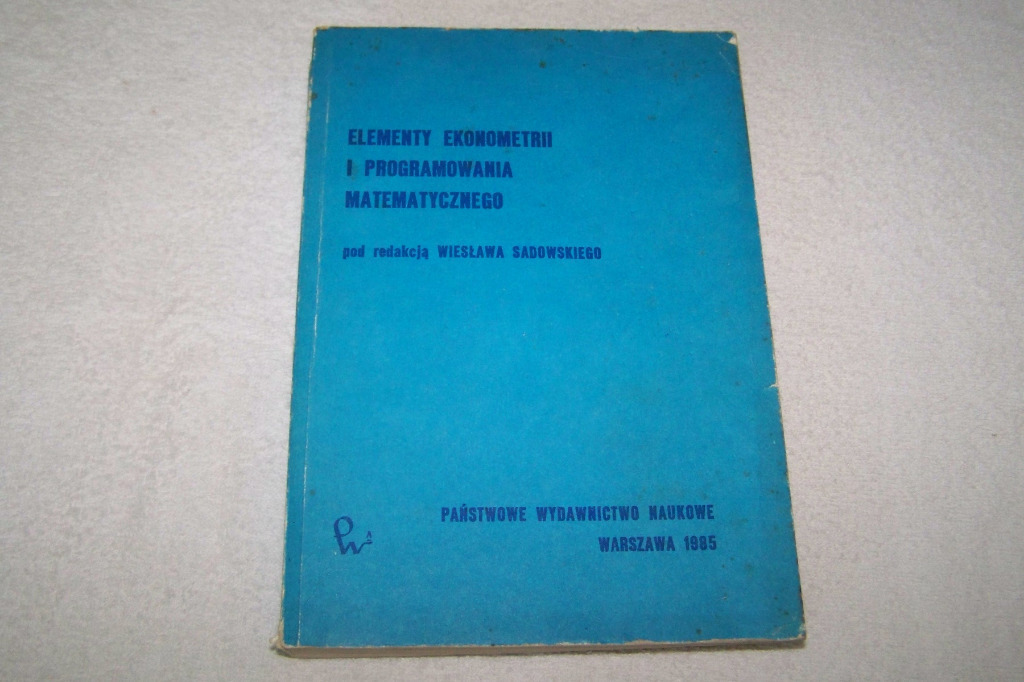 ELEMENTY EKONOMETRII
I PROGRAMOWANIA
MATEMATYCZNEGO
pod redakcją WIESŁAWA SADOWSKIEGO
PAŃSTWOWE WYDAWNICTWO NAUKOWE
WARSZAWA 1985